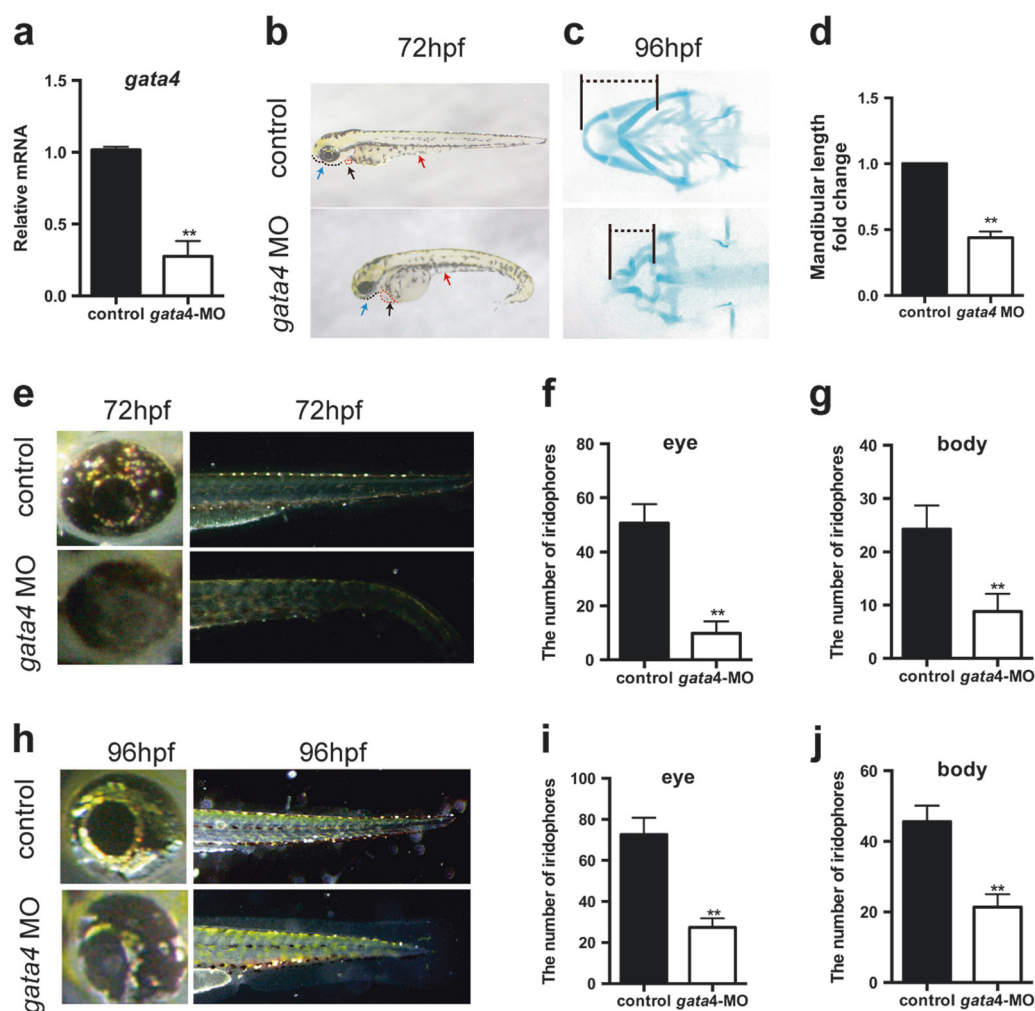 a
gata4
1.5
1.0
0.5
0.0
Relative mRNA
**
control gata4-MO
b
72hpf
control
gata4 MO
c
96hpf
d
1.5
1.0
0.5
0.0
Mandibular length
fold change
**
control gata4 MO
e
72hpf
72hpf
control
gata4 MO
f
eye
80
60
40
20
0
The number of iridophores
**
control gata4-MO
g
body
40
30
20
10
0
The number of iridophores
**
control gata4-MO
h
96hpf
96hpf
control
gata4 MO
i
eye
100
80
60
40
20
0
The number of iridophores
**
control gata4-MO
j
body
60
40
20
0
The number of iridophores
**
control gata4-MO